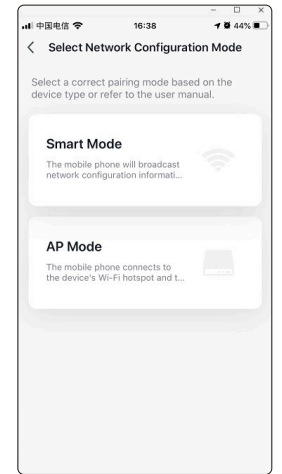 中国电信 16:38 44%
Select Network Configuration Mode
Select a correct pairing mode based on the
device type or refer to the user manual.
Smart Mode
The mobile phone will broadcast
network configuration informati...
AP Mode
The mobile phone connects to
the device's Wi-Fi hotspot and t...